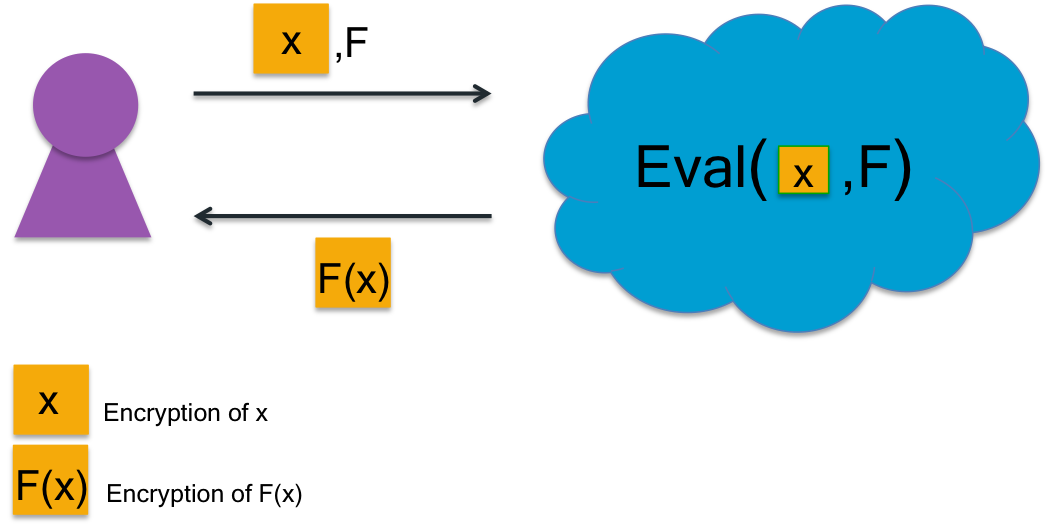 x ,F
Eval( x ,F)
F(x)
x Encryption of x
F(x) Encryption of F(x)